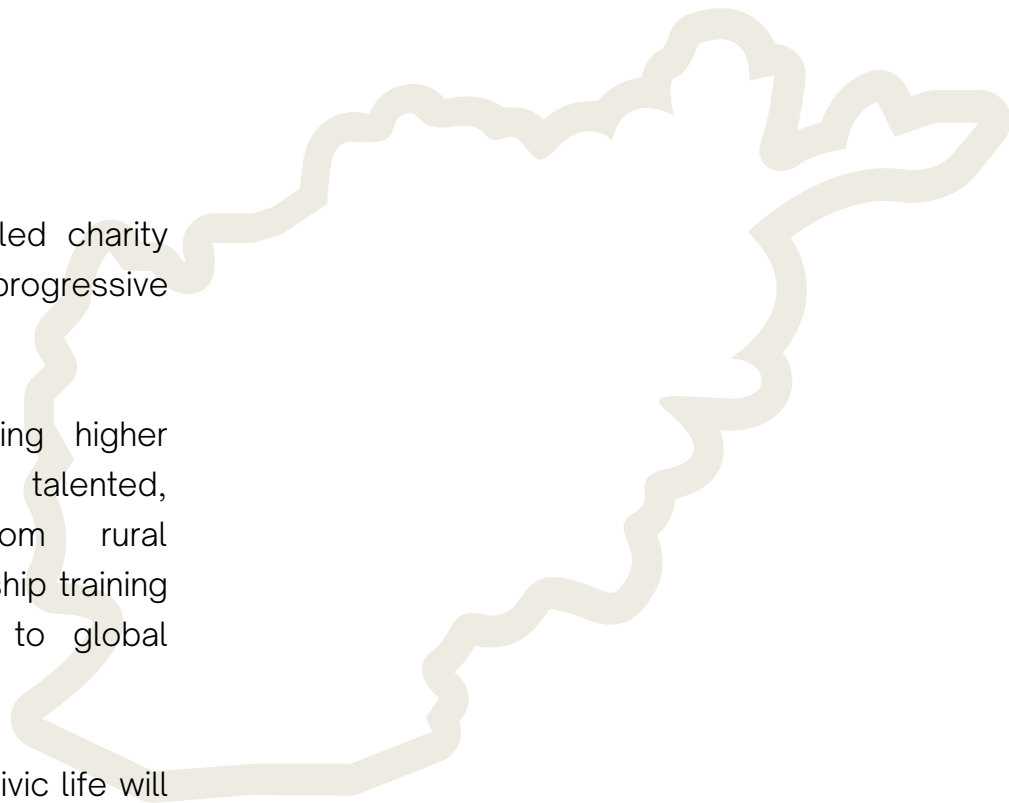 led charity
progressive
ing higher
talented,
om rural
ship training
to global
ivic life will